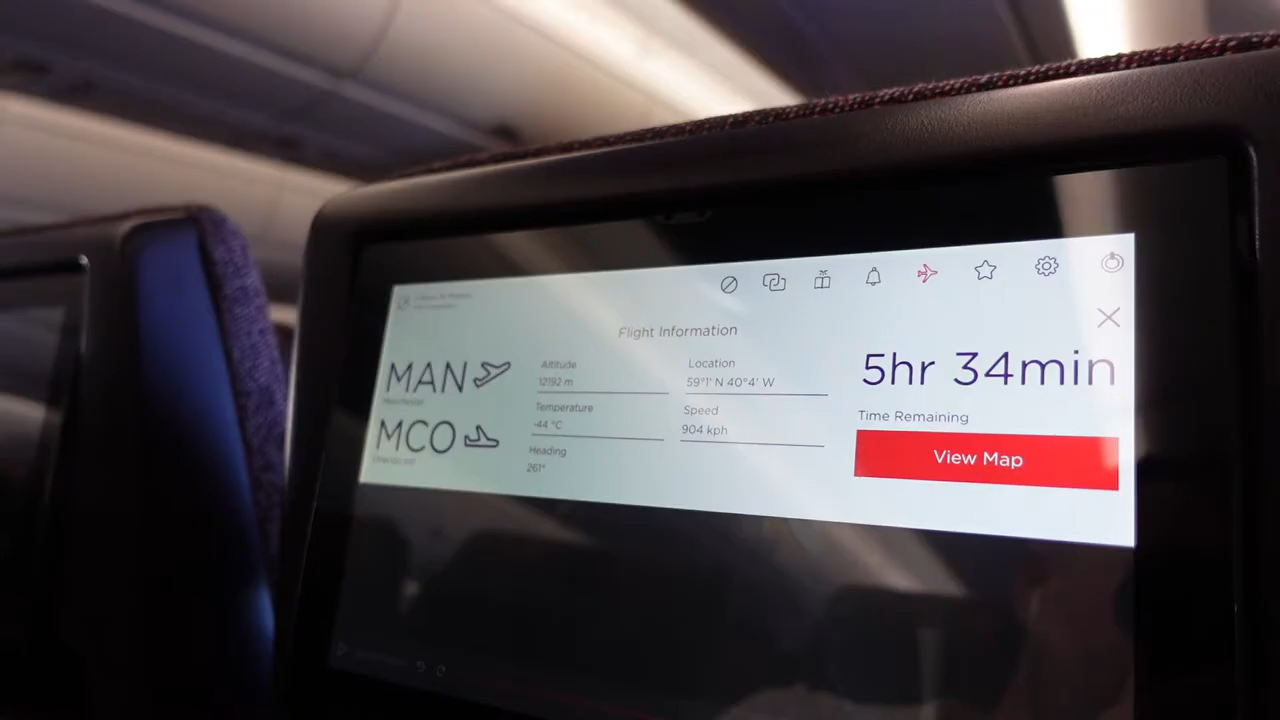 Flight Information
MAN
Manchester
MCO
Altitude
12192 m
Temperature
-44 °C
Heading
261°
Location
59°1' N 40°4' W
Speed
904 kph
5hr 34min
Time Remaining
View Map